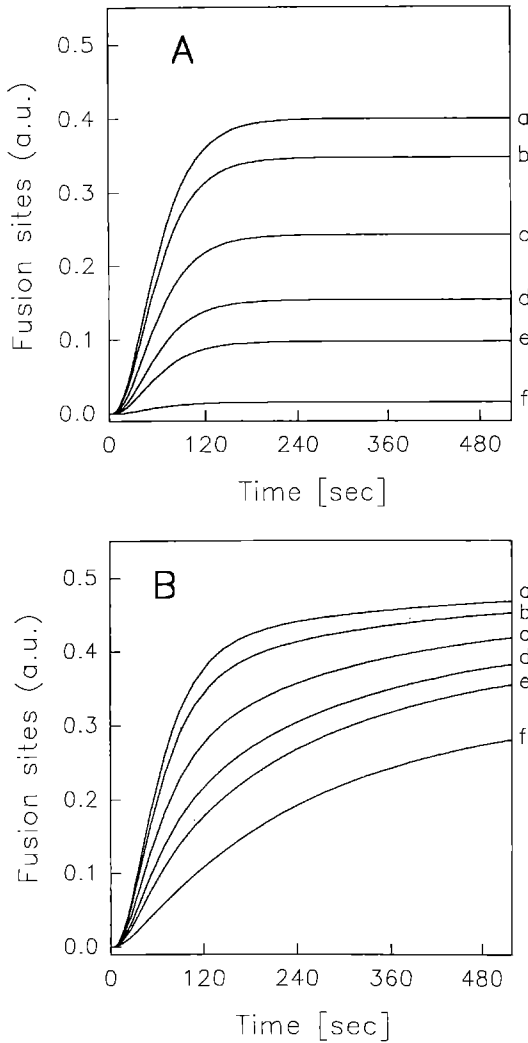 A
Fusion sites (a.u.)
0.5
0.4
0.3
0.2
0.1
0.0
a
b
c
d
e
f
0 120 240 360 480
Time [sec]
B
Fusion sites (a.u.)
0.5
0.4
0.3
0.2
0.1
0.0
a
b
c
d
e
f
0 120 240 360 480
Time [sec]